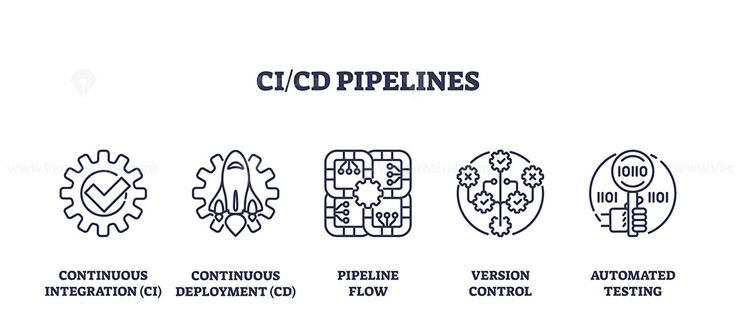 CI/CD PIPELINES
10110
1101 1101
CONTINUOUS
INTEGRATION (CI)
CONTINUOUS
DEPLOYMENT (CD)
PIPELINE
FLOW
VERSION
CONTROL
AUTOMATED
TESTING